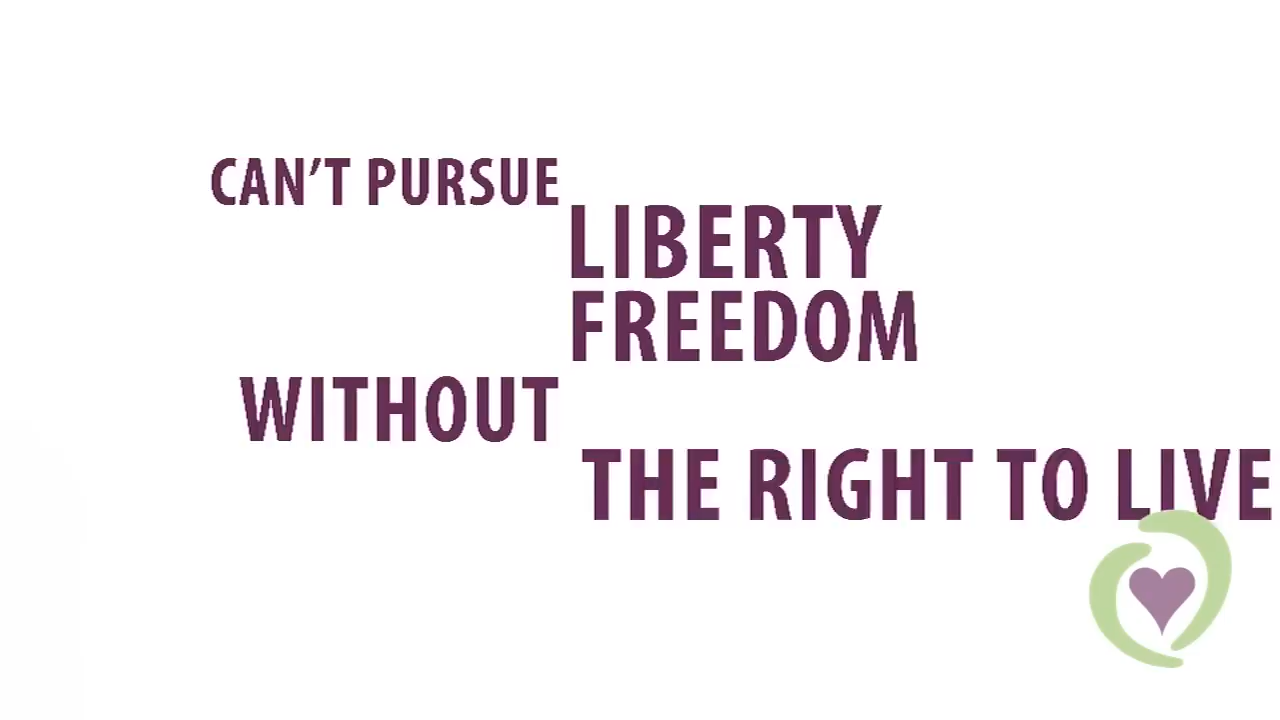 CAN’T PURSUE
LIBERTY
FREEDOM
WITHOUT
THE RIGHT TO LIVE